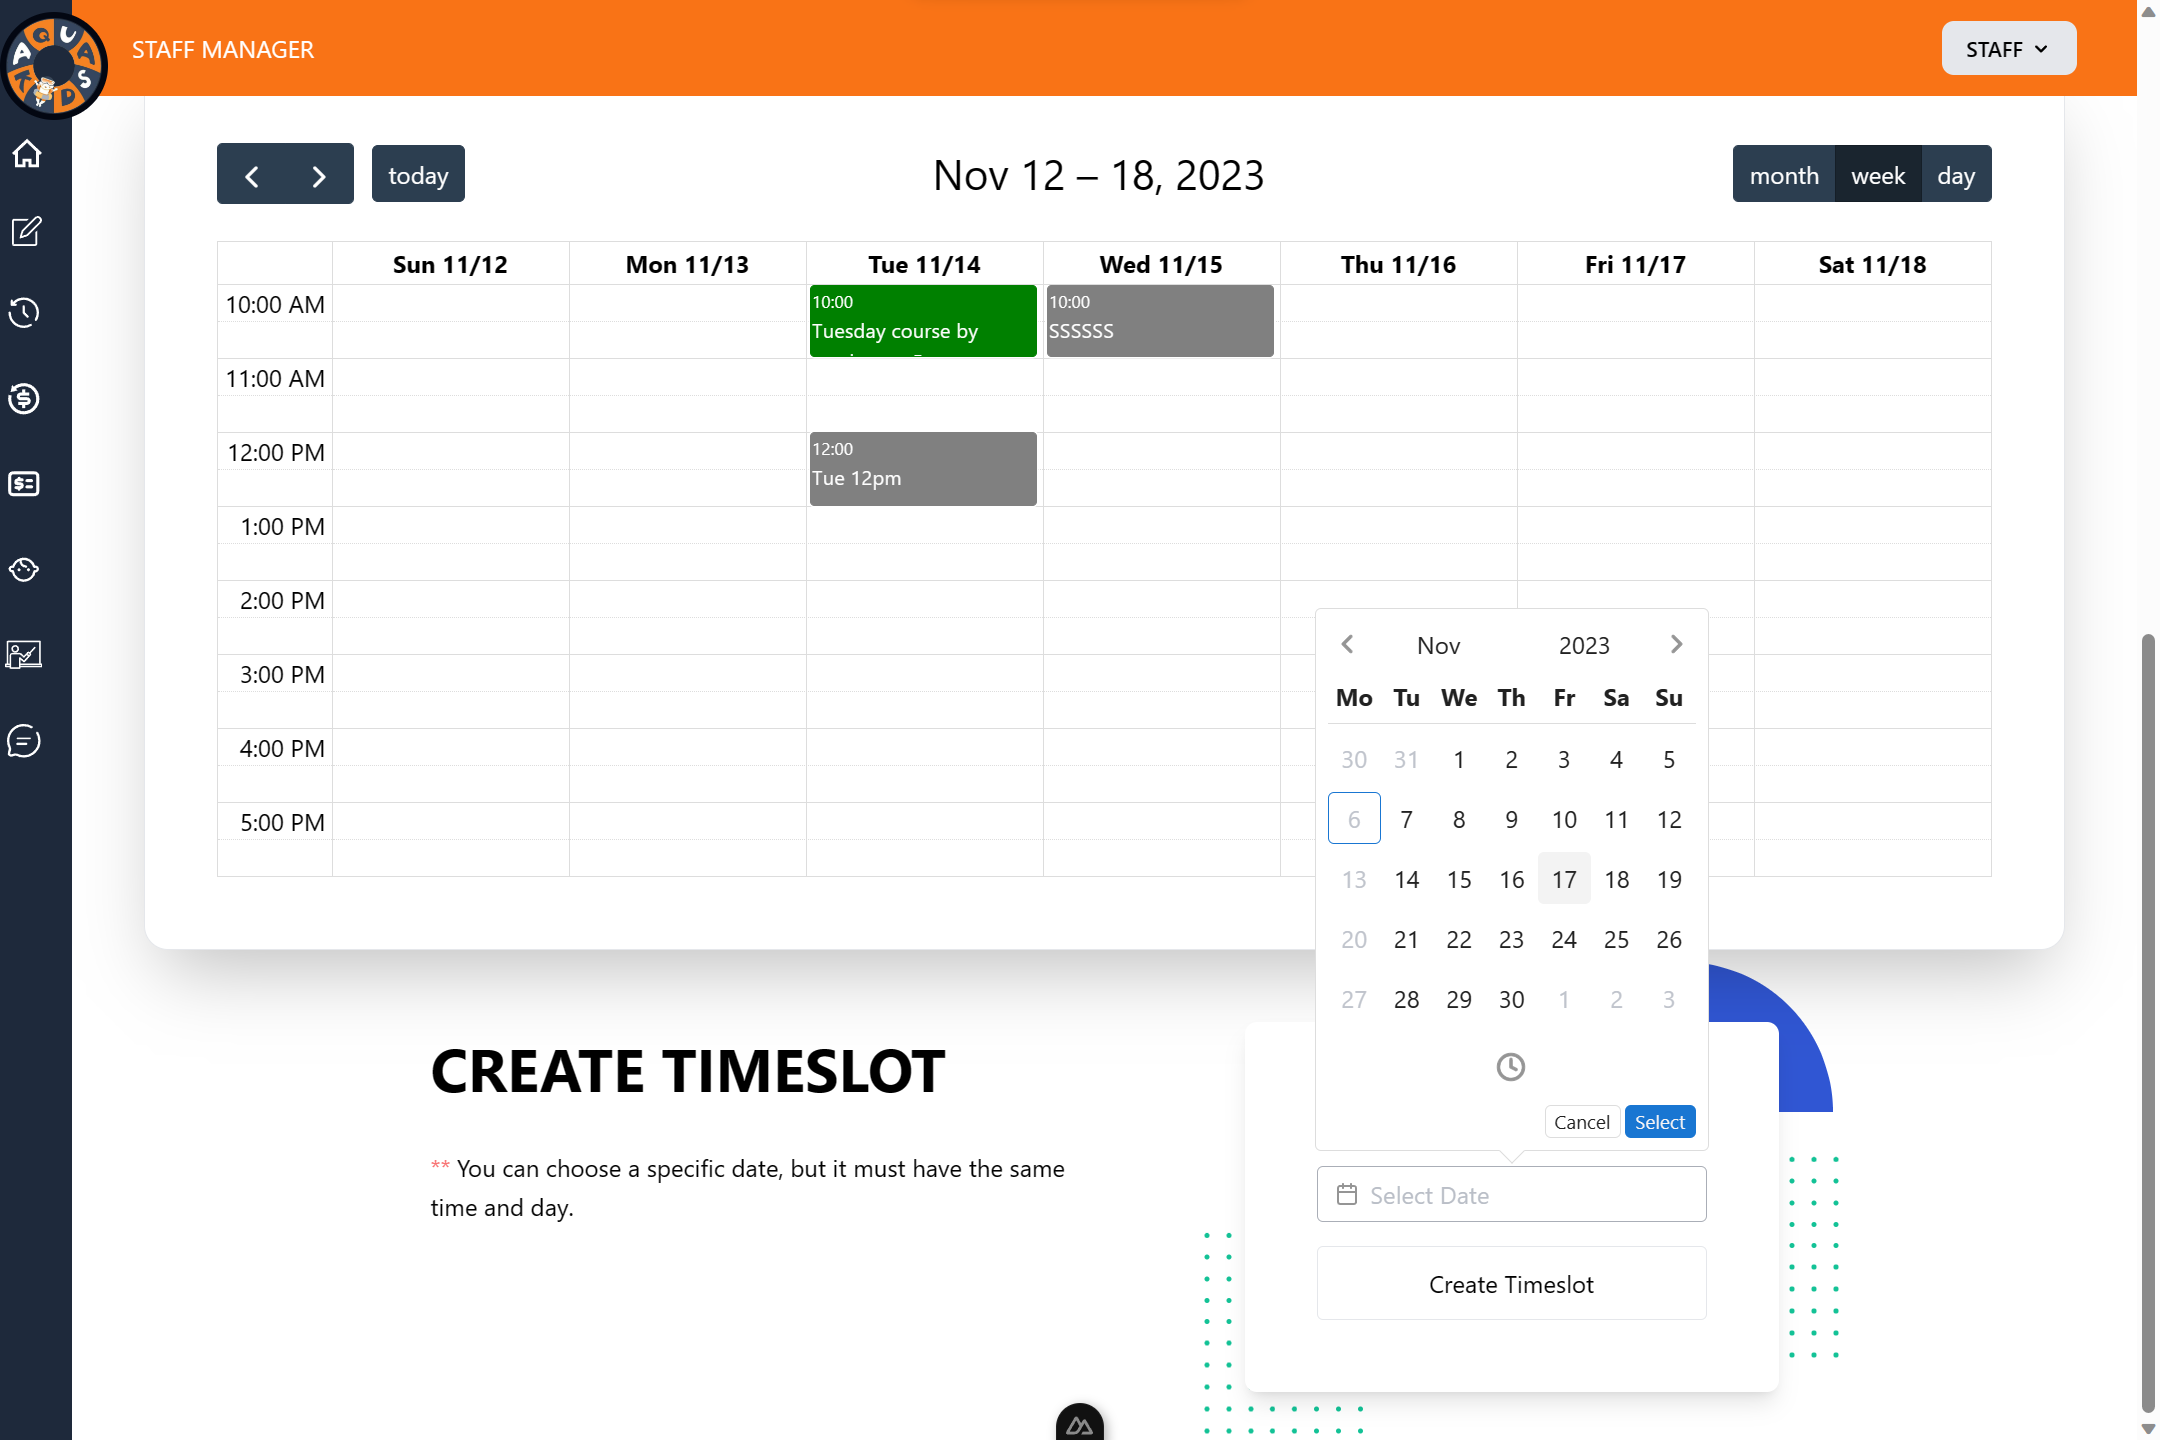 AQUA KIDS
STAFF MANAGER
STAFF
today
Nov 12 – 18, 2023
month week day
Sun 11/12 Mon 11/13 Tue 11/14 Wed 11/15 Thu 11/16 Fri 11/17 Sat 11/18
10:00 AM
10:00
Tuesday course by
10:00
SSSSSS
11:00 AM
12:00 PM
12:00
Tue 12pm
1:00 PM
2:00 PM
3:00 PM
4:00 PM
5:00 PM
Nov 2023
Mo Tu We Th Fr Sa Su
30 31 1 2 3 4 5
6 7 8 9 10 11 12
13 14 15 16 17 18 19
20 21 22 23 24 25 26
27 28 29 30 1 2 3
Cancel Select
CREATE TIMESLOT
** You can choose a specific date, but it must have the same
time and day.
Select Date
Create Timeslot